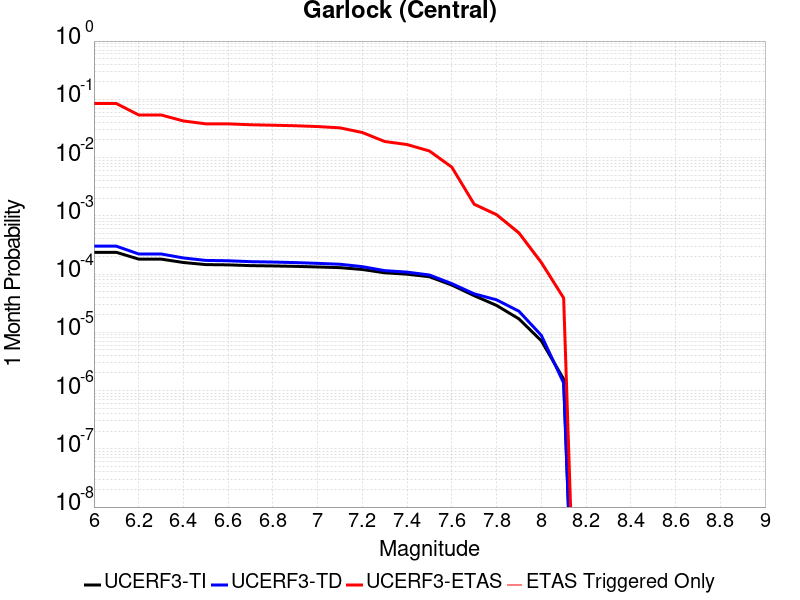 Garlock (Central)
10^0
10^-1
10^-2
10^-3
10^-4
10^-5
10^-6
10^-7
10^-8
1 Month Probability
6 6.2 6.4 6.6 6.8 7 7.2 7.4 7.6 7.8 8 8.2 8.4 8.6 8.8 9
Magnitude
UCERF3-TI UCERF3-TD UCERF3-ETAS ETAS Triggered Only